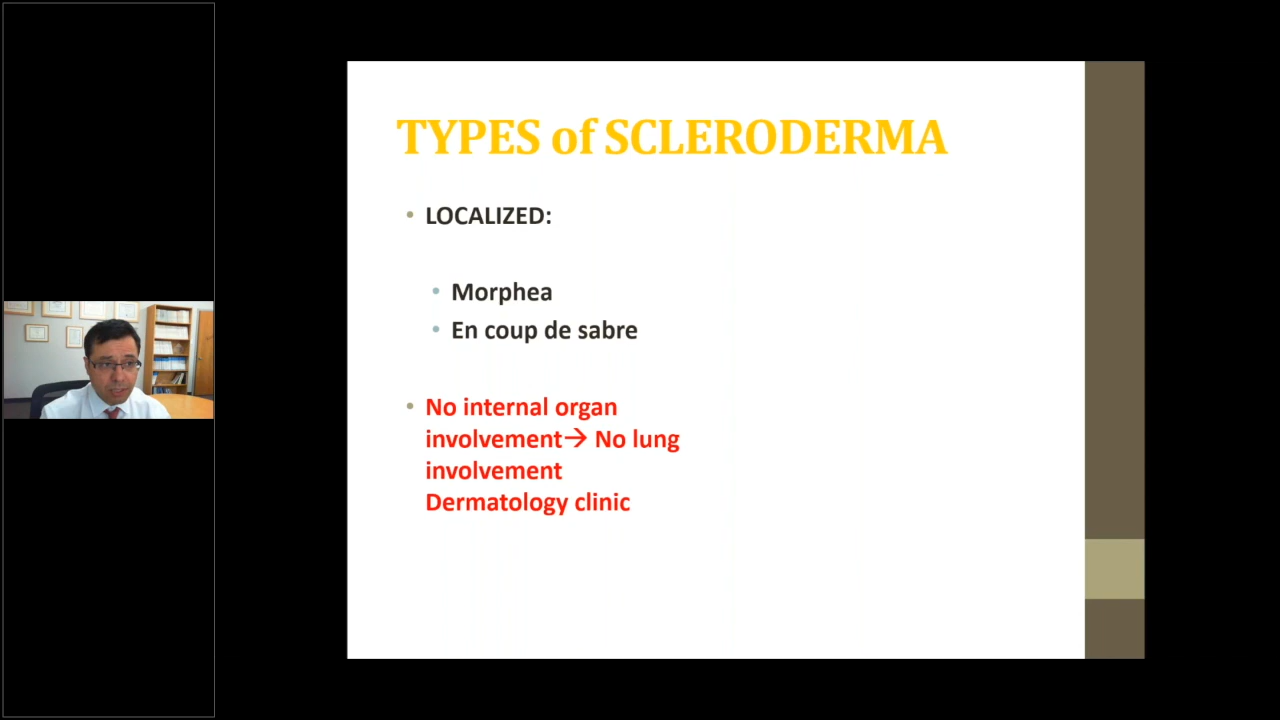 TYPES of SCLERODERMA
• LOCALIZED:
• Morphea
• En coup de sabre
• No internal organ
involvement→ No lung
involvement
Dermatology clinic